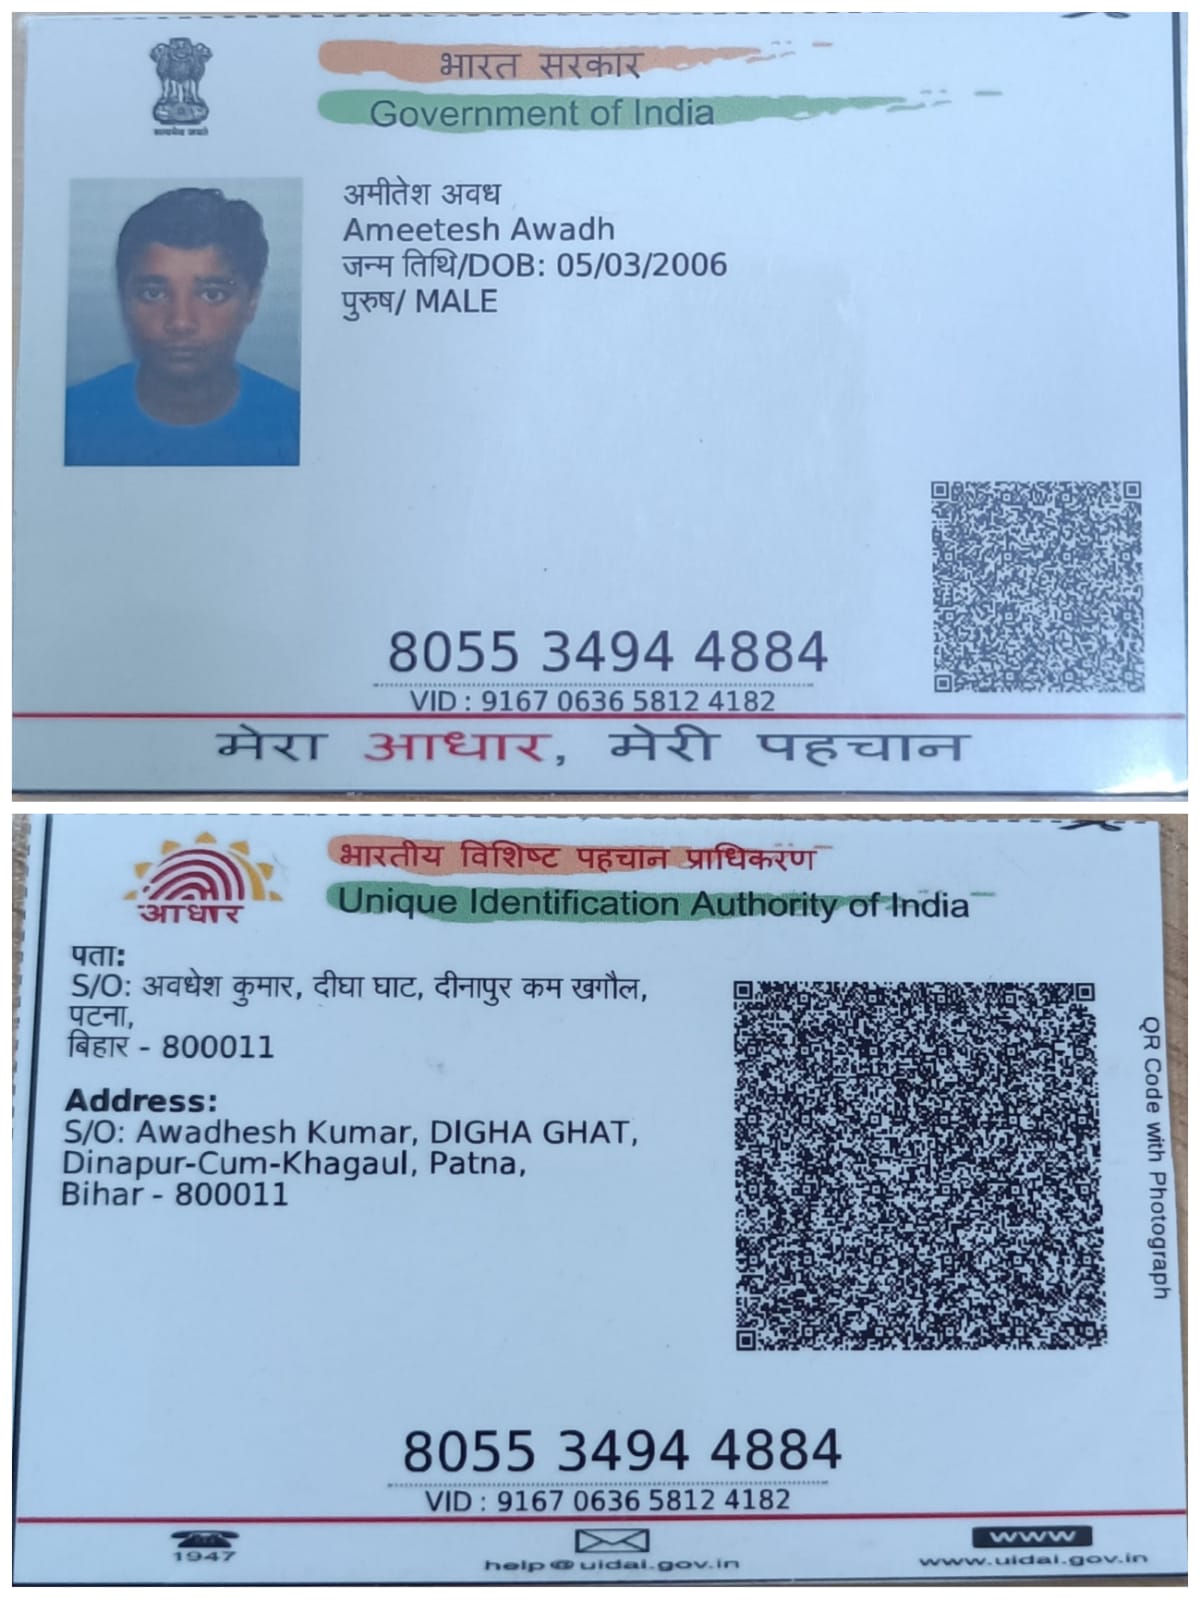 भारत सरकार
Government of India
सत्यमेव जयते
अमीतेश अवध
Ameetesh Awadh
जन्म तिथि/DOB: 05/03/2006
पुरुष/ MALE
8055 3494 4884
VID : 9167 0636 5812 4182
मेरा आधार, मेरी पहचान
भारतीय विशिष्ट पहचान प्राधिकरण
Unique Identification Authority of India
आधार
पता:
S/O: अवधेश कुमार, दीघा घाट, दीनापुर कम खगौल,
पटना,
बिहार - 800011
Address:
S/O: Awadhesh Kumar, DIGHA GHAT,
Dinapur-Cum-Khagaul, Patna,
Bihar - 800011
QR Code with Photograph
8055 3494 4884
VID : 9167 0636 5812 4182
1947
help@uidai.gov.in
www
www.uidai.gov.in